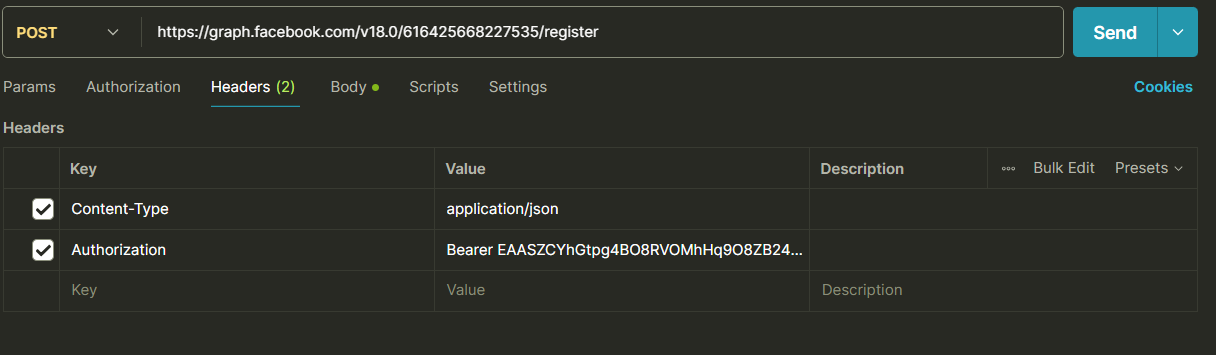 POST https://graph.facebook.com/v18.0/616425668227535/register Send
Params Authorization Headers (2) Body Scripts Settings Cookies
Headers
Key Value Description Bulk Edit Presets
Content-Type application/json
Authorization Bearer EAASZCYhGtpg4BO8RVOMhHq9O8ZB24...
Key Value Description